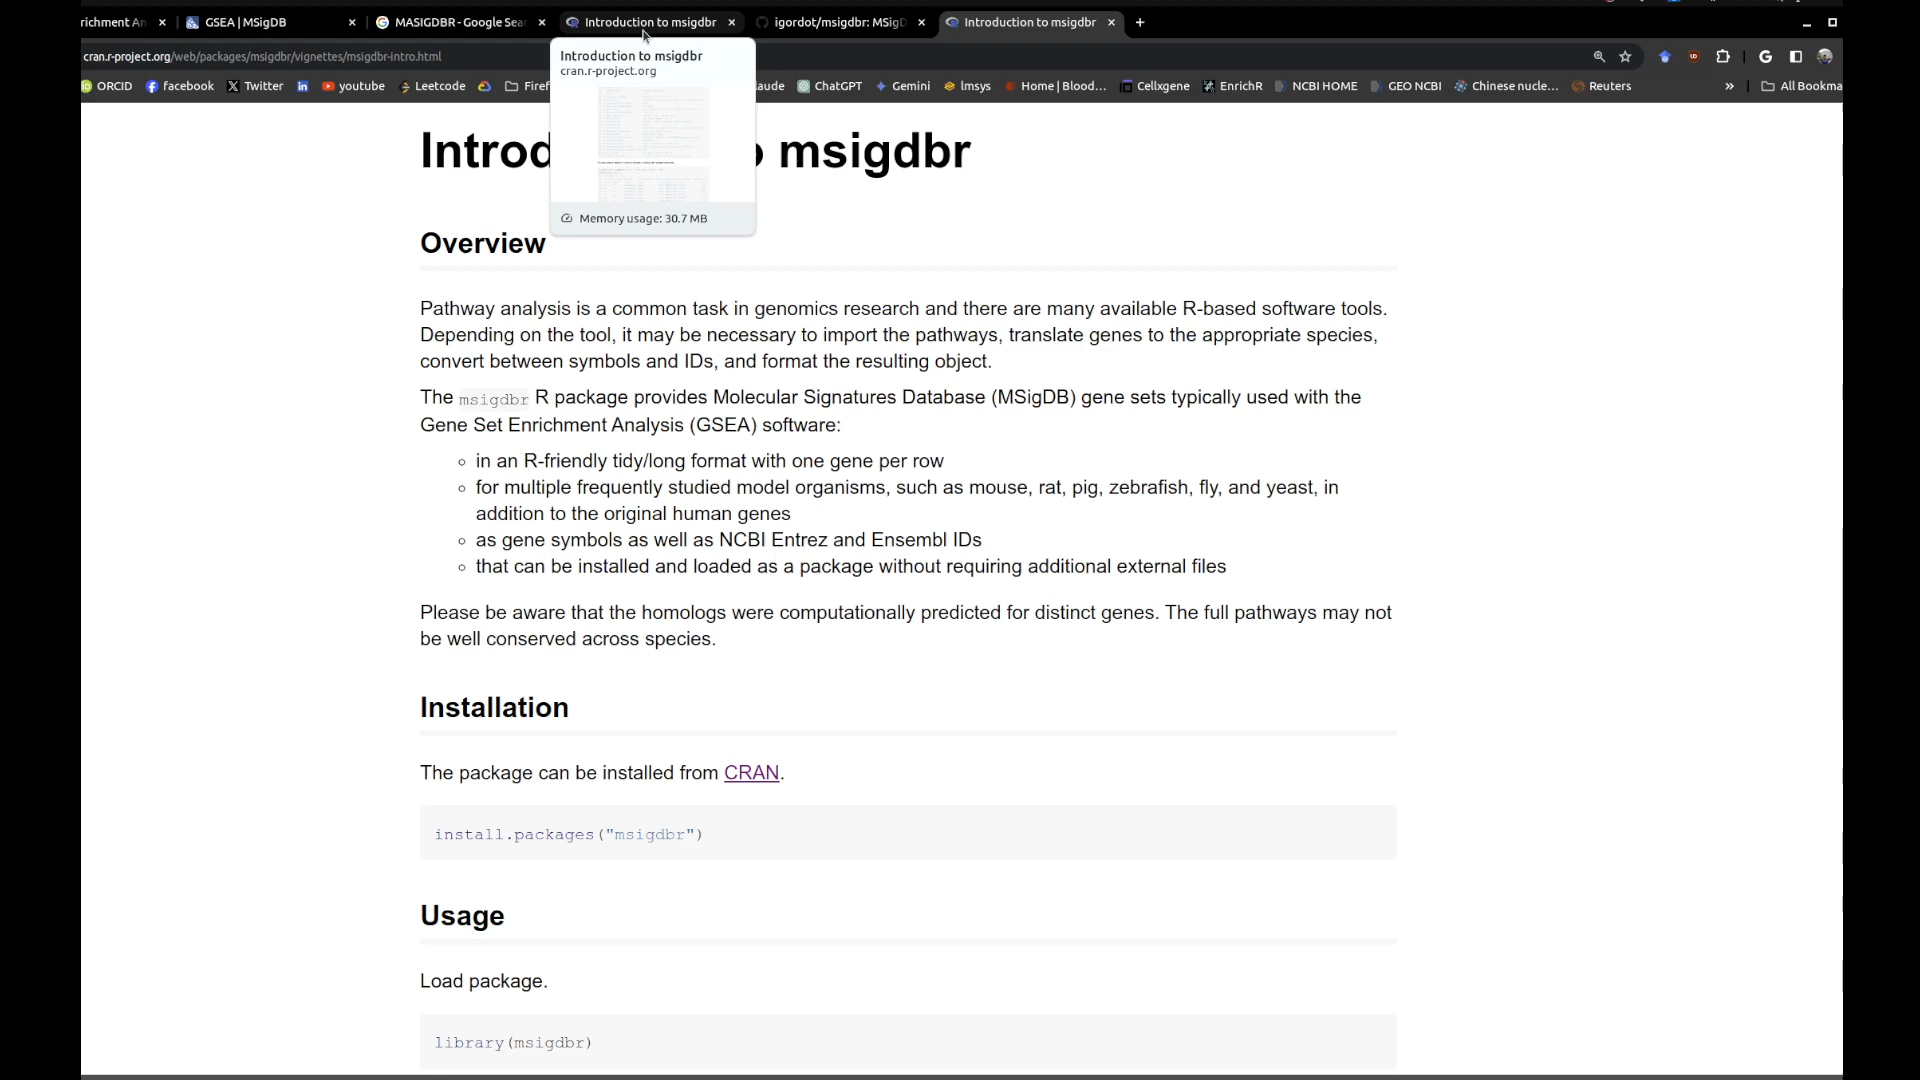 richment An
GSEA | MSigDB
MASIGDBR - Google Sea
Introduction to msigdbr
igordot/msigdbr: MSigD
Introduction to msigdbr
cran.r-project.org/web/packages/msigdbr/vignettes/msigdbr-intro.html
Introduction to msigdbr
cran.r-project.org
Memory usage: 30.7 MB
ORCID
facebook
Twitter
youtube
Leetcode
Firef
laude
ChatGPT
Gemini
lmsys
Home | Blood...
Cellxgene
EnrichR
NCBI HOME
GEO NCBI
Chinese nucle...
Reuters
»
All Bookma
Introd o msigdbr
Overview
Pathway analysis is a common task in genomics research and there are many available R-based software tools.
Depending on the tool, it may be necessary to import the pathways, translate genes to the appropriate species,
convert between symbols and IDs, and format the resulting object.
The msigdbr R package provides Molecular Signatures Database (MSigDB) gene sets typically used with the
Gene Set Enrichment Analysis (GSEA) software:
in an R-friendly tidy/long format with one gene per row
for multiple frequently studied model organisms, such as mouse, rat, pig, zebrafish, fly, and yeast, in
addition to the original human genes
as gene symbols as well as NCBI Entrez and Ensembl IDs
that can be installed and loaded as a package without requiring additional external files
Please be aware that the homologs were computationally predicted for distinct genes. The full pathways may not
be well conserved across species.
Installation
The package can be installed from CRAN.
install.packages("msigdbr")
Usage
Load package.
library(msigdbr)